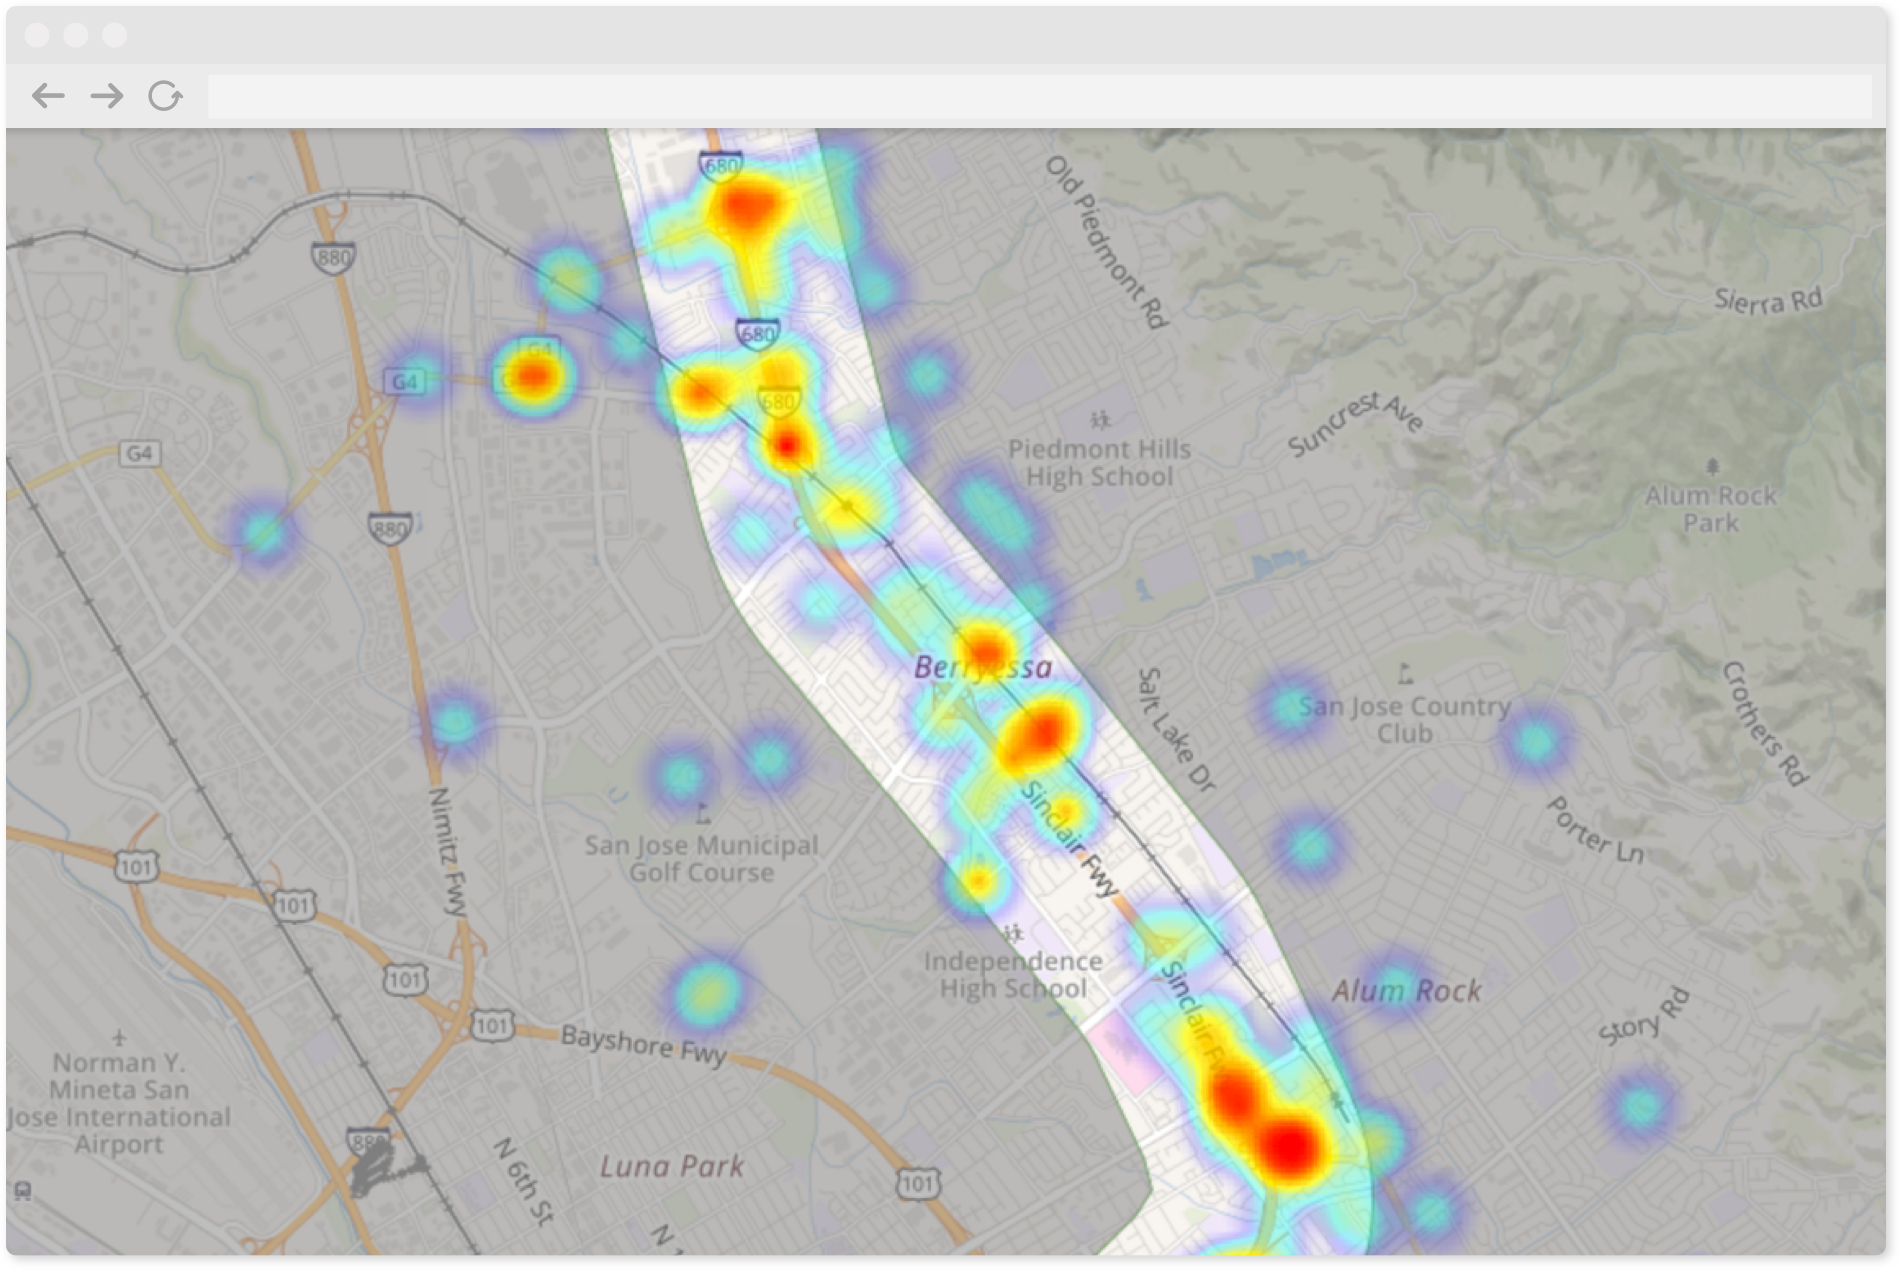 680
Old Piedmont Rd
880
Sierra Rd
680
G4
G4
680
Suncrest Ave
Piedmont Hills
High School
G4
Alum Rock
Park
880
Berryessa
Salt Lake Dr
San Jose Country
Club
Crothers Rd
Nimitz Fwy
Sinclair Fwy
Porter Ln
San Jose Municipal
Golf Course
101
101
Independence
High School
101
Sinclair Fwy
Alum Rock
Story Rd
101
Bayshore Fwy
Norman Y.
Mineta San
Jose International
Airport
880
N 6th St
Luna Park
101